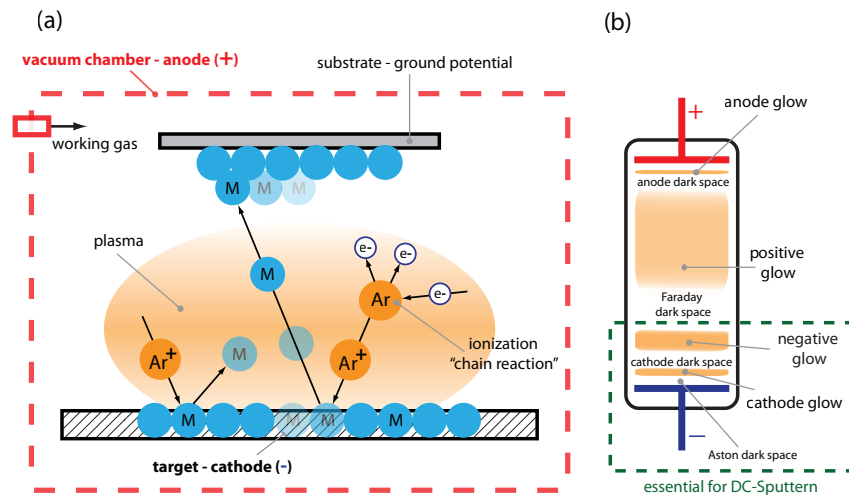 (a)
vacuum chamber - anode (+)
substrate - ground potential
working gas
M M M
plasma
M
e-
e-
e-
Ar
Ar+
M
Ar+
ionization
"chain reaction"
M
M
M
M
M
target - cathode (-)
(b)
+
anode glow
anode dark space
positive
glow
Faraday
dark space
negative
glow
cathode dark space
cathode glow
–
Aston dark space
essential for DC-Sputtern